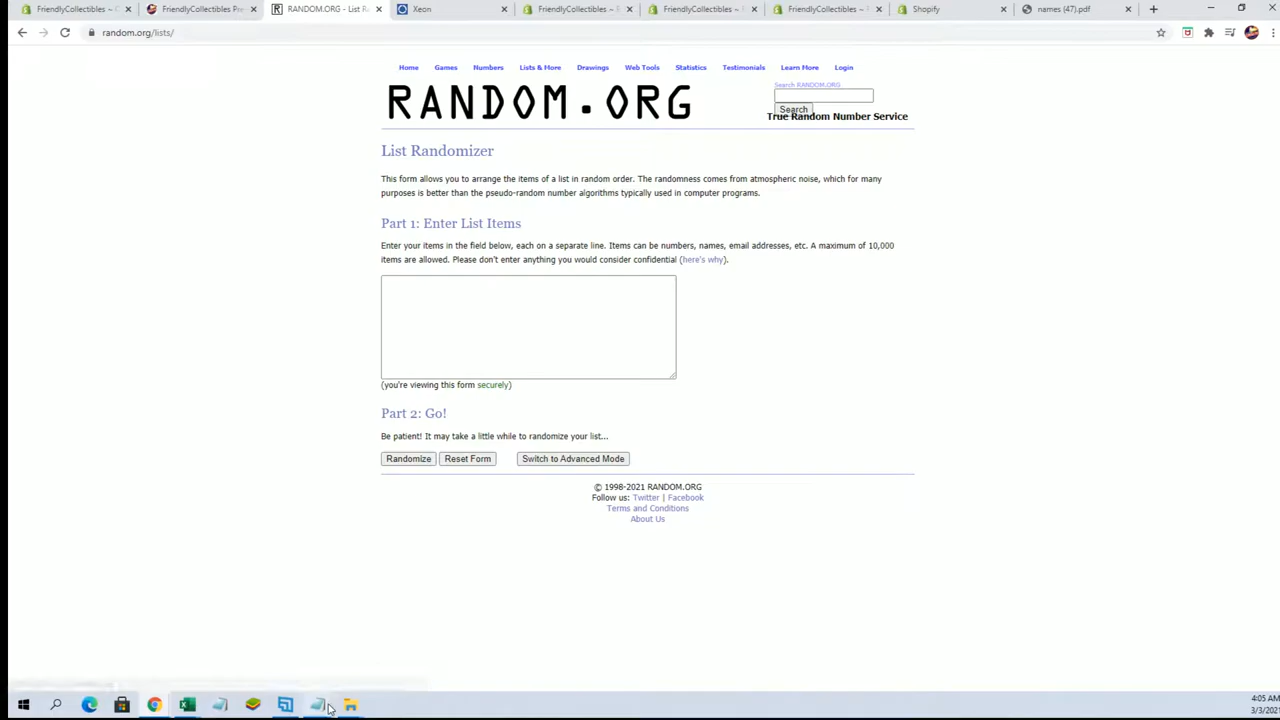 FriendlyCollectibles ~ C
FriendlyCollectibles Pre
RANDOM.ORG - List R
Xeon
FriendlyCollectibles ~
FriendlyCollectibles ~
FriendlyCollectibles ~
Shopify
names (47).pdf
random.org/lists/
Home Games Numbers Lists & More Drawings Web Tools Statistics Testimonials Learn More Login
RANDOM.ORG
Search RANDOM.ORG
Search
True Random Number Service
List Randomizer
This form allows you to arrange the items of a list in random order. The randomness comes from atmospheric noise, which for many
purposes is better than the pseudo-random number algorithms typically used in computer programs.
Part 1: Enter List Items
Enter your items in the field below, each on a separate line. Items can be numbers, names, email addresses, etc. A maximum of 10,000
items are allowed. Please don't enter anything you would consider confidential (here's why).
(you're viewing this form securely)
Part 2: Go!
Be patient! It may take a little while to randomize your list...
Randomize Reset Form Switch to Advanced Mode
© 1998-2021 RANDOM.ORG
Follow us: Twitter | Facebook
Terms and Conditions
About Us
4:05 AM
3/3/2021